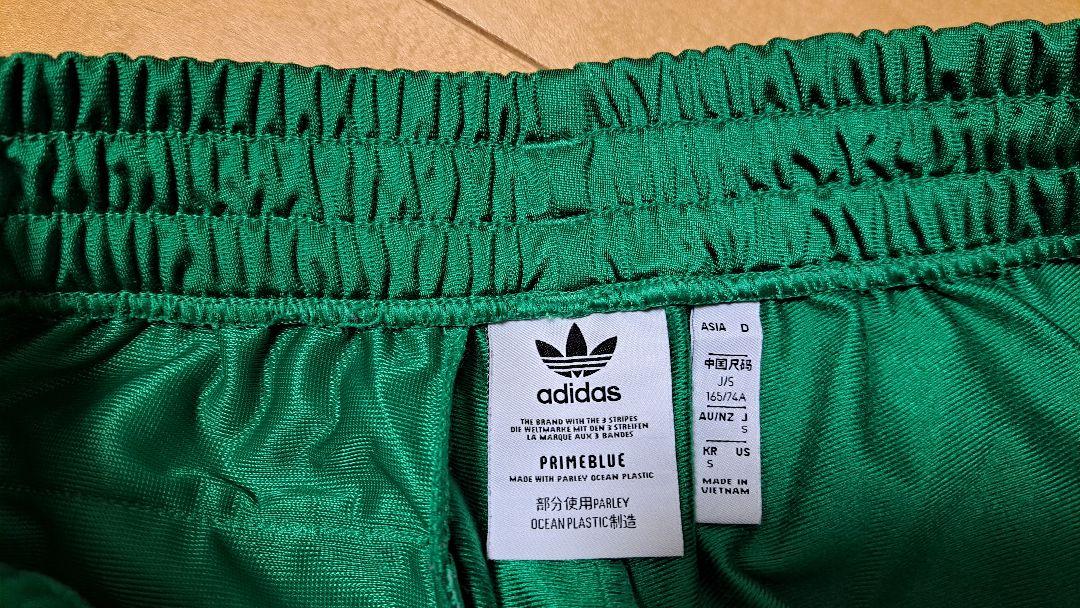 adidas
THE BRAND WITH THE 3 STRIPES
DIE WELTMARKE MIT DEN 3 STREIFEN
LA MARQUE AUX 3 BANDES
PRIMEBLUE
MADE WITH PARLEY OCEAN PLASTIC
部分使用PARLEY
OCEAN PLASTIC制造
ASIA D
中国尺码
J/S
165/74A
AU/NZ J
S
KR US
S
MADE IN
VIETNAM